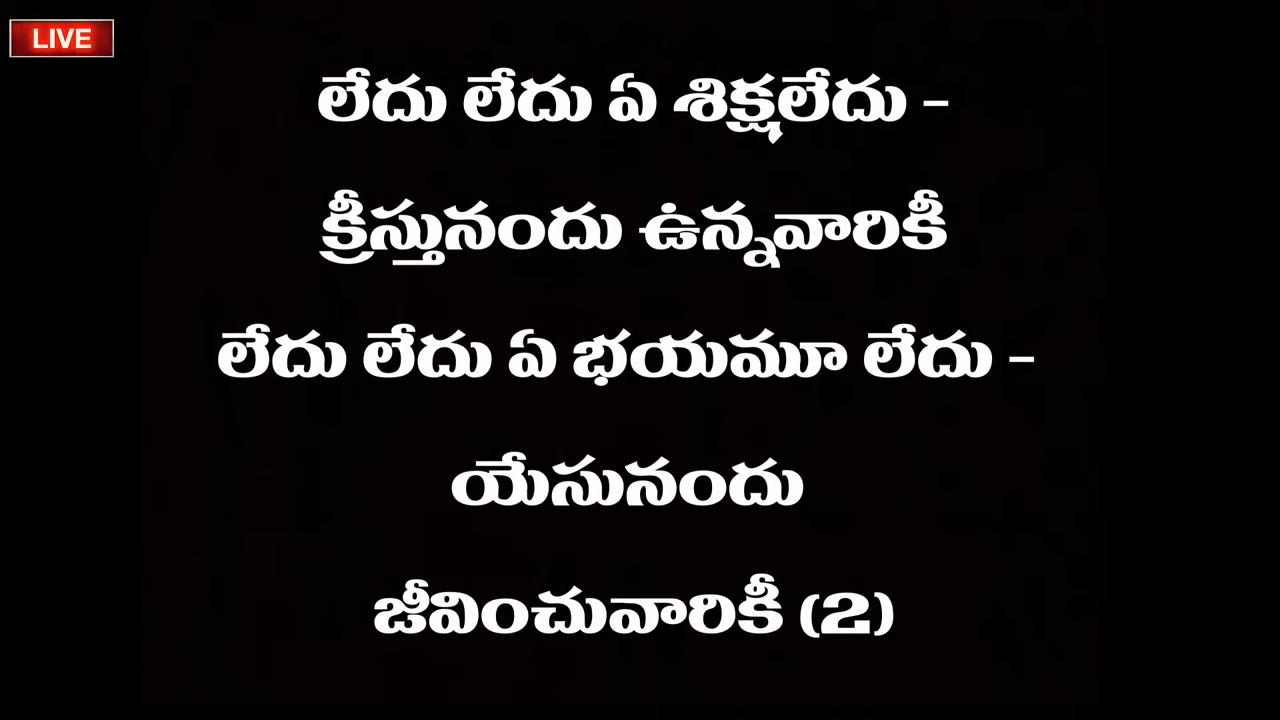 LIVE
లేదు లేదు ఏ శిక్షలేదు -
క్రీస్తునందు ఉన్నవారికీ
లేదు లేదు ఏ భయమూ లేదు -
యేసునందు
జీవించువారికీ (2)